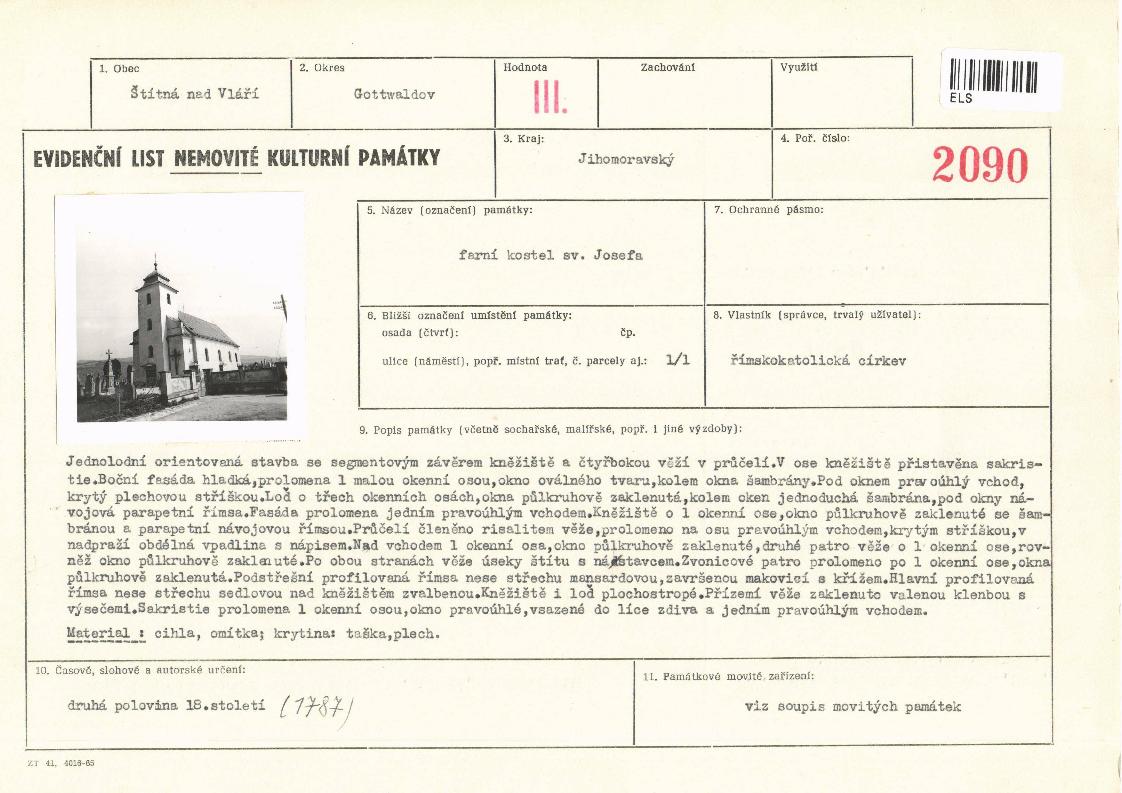 1. Obec
2. Okres
Hodnota
Zachování
Využití
Štítná nad Vláří
Gottwaldov
III.
ELS
EVIDENČNÍ LIST NEMOVITÉ KULTURNÍ PAMÁTKY
3. Kraj:
Jihomoravský
4. Poř. číslo:
2090
5. Název (označení) památky:
farní kostel sv. Josefa
7. Ochranné pásmo:
6. Bližší označení umístění památky:
osada (čtvrť):
čp.
ulice (náměstí), popř. místní trať, č. parcely aj.: 1/1
8. Vlastník (správce, trvalý uživatel):
římskokatolická církev
9. Popis památky (včetně sochařské, malířské, popř. i jiné výzdoby):
Jednolodní orientovaná stavba se segmentovým závěrem kněžiště a čtyřbokou věží v průčelí.V ose kněžiště přistavěna sakris-
tie.Boční fasáda hladká,prolomena 1 malou okenní osou,okno oválného tvaru,kolem okna šambrány.Pod oknem pravoúhlý vchod,
krytý plechovou stříškou.Loď o třech okenních osách,okna půlkruhově zaklenutá,kolem oken jednoduchá šambrána,pod okny ná-
vojová parapetní římsa.Fasáda prolomena jedním pravoúhlým vchodem.Kněžiště o 1 okenní ose,okno půlkruhově zaklenuté se šam-
bránou a parapetní návojovou římsou.Průčelí členěno risalitem věže,prolomeno na osu pravoúhlým vchodem,krytým stříškou,v
nadpraží obdélná vpadlina s nápisem.Nad vchodem 1 okenní osa,okno půlkruhově zaklenuté,druhé patro věže o 1 okenní ose,rov-
něž okno půlkruhově zaklenuté.Po obou stranách věže úseky štítu s nástavcem.Zvonicové patro prolomeno po 1 okenní ose,okna
půlkruhově zaklenutá.Podstřešní profilovaná římsa nese střechu mansardovou,završenou makovicí s křížem.Hlavní profilovaná
římsa nese střechu sedlovou nad kněžištěm zvalbenou.Kněžiště i loď plochostropé.Přízemí věže zaklenuto valenou klenbou s
výsečemi.Sakristie prolomena 1 okenní osou,okno pravoúhlé,vsazené do líce zdiva a jedním pravoúhlým vchodem.
Material : cihla, omítka; krytina: taška,plech.
10. Časové, slohové a autorské určení:
druhá polovina 18.století (1787)
11. Památkové movité zařízení:
viz soupis movitých památek
ZT 41, 4016-65